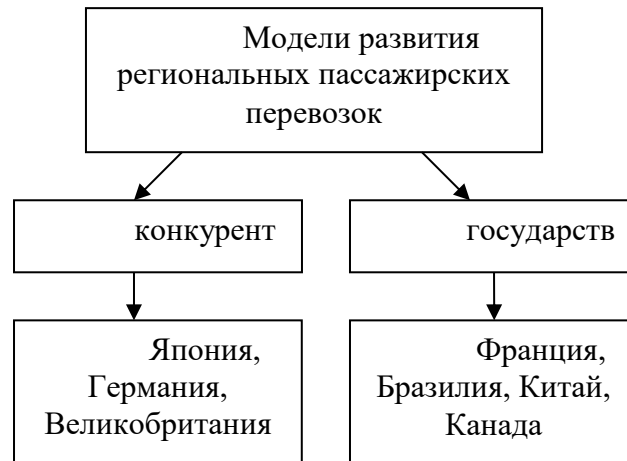 Модели развития
региональных пассажирских
перевозок
конкурент
государств
Япония,
Германия,
Великобритания
Франция,
Бразилия, Китай,
Канада